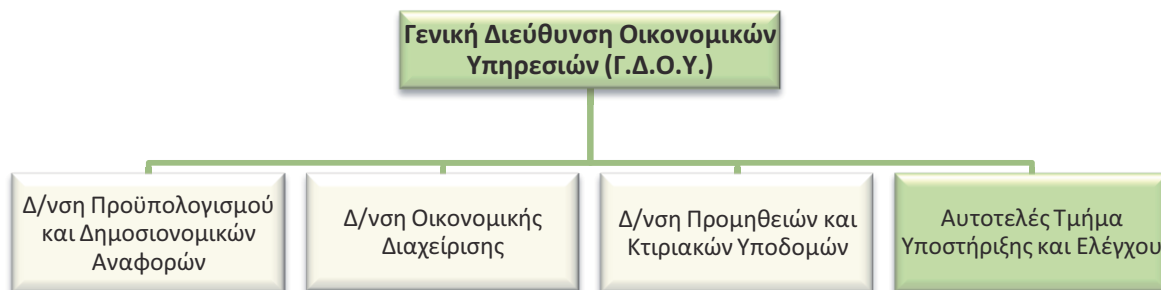 Γενική Διεύθυνση Οικονομικών
Υπηρεσιών (Γ.Δ.Ο.Υ.)
Δ/νση Προϋπολογισμού
και Δημοσιονομικών
Αναφορών
Δ/νση Οικονομικής
Διαχείρισης
Δ/νση Προμηθειών και
Κτιριακών Υποδομών
Αυτοτελές Τμήμα
Υποστήριξης και Ελέγχου